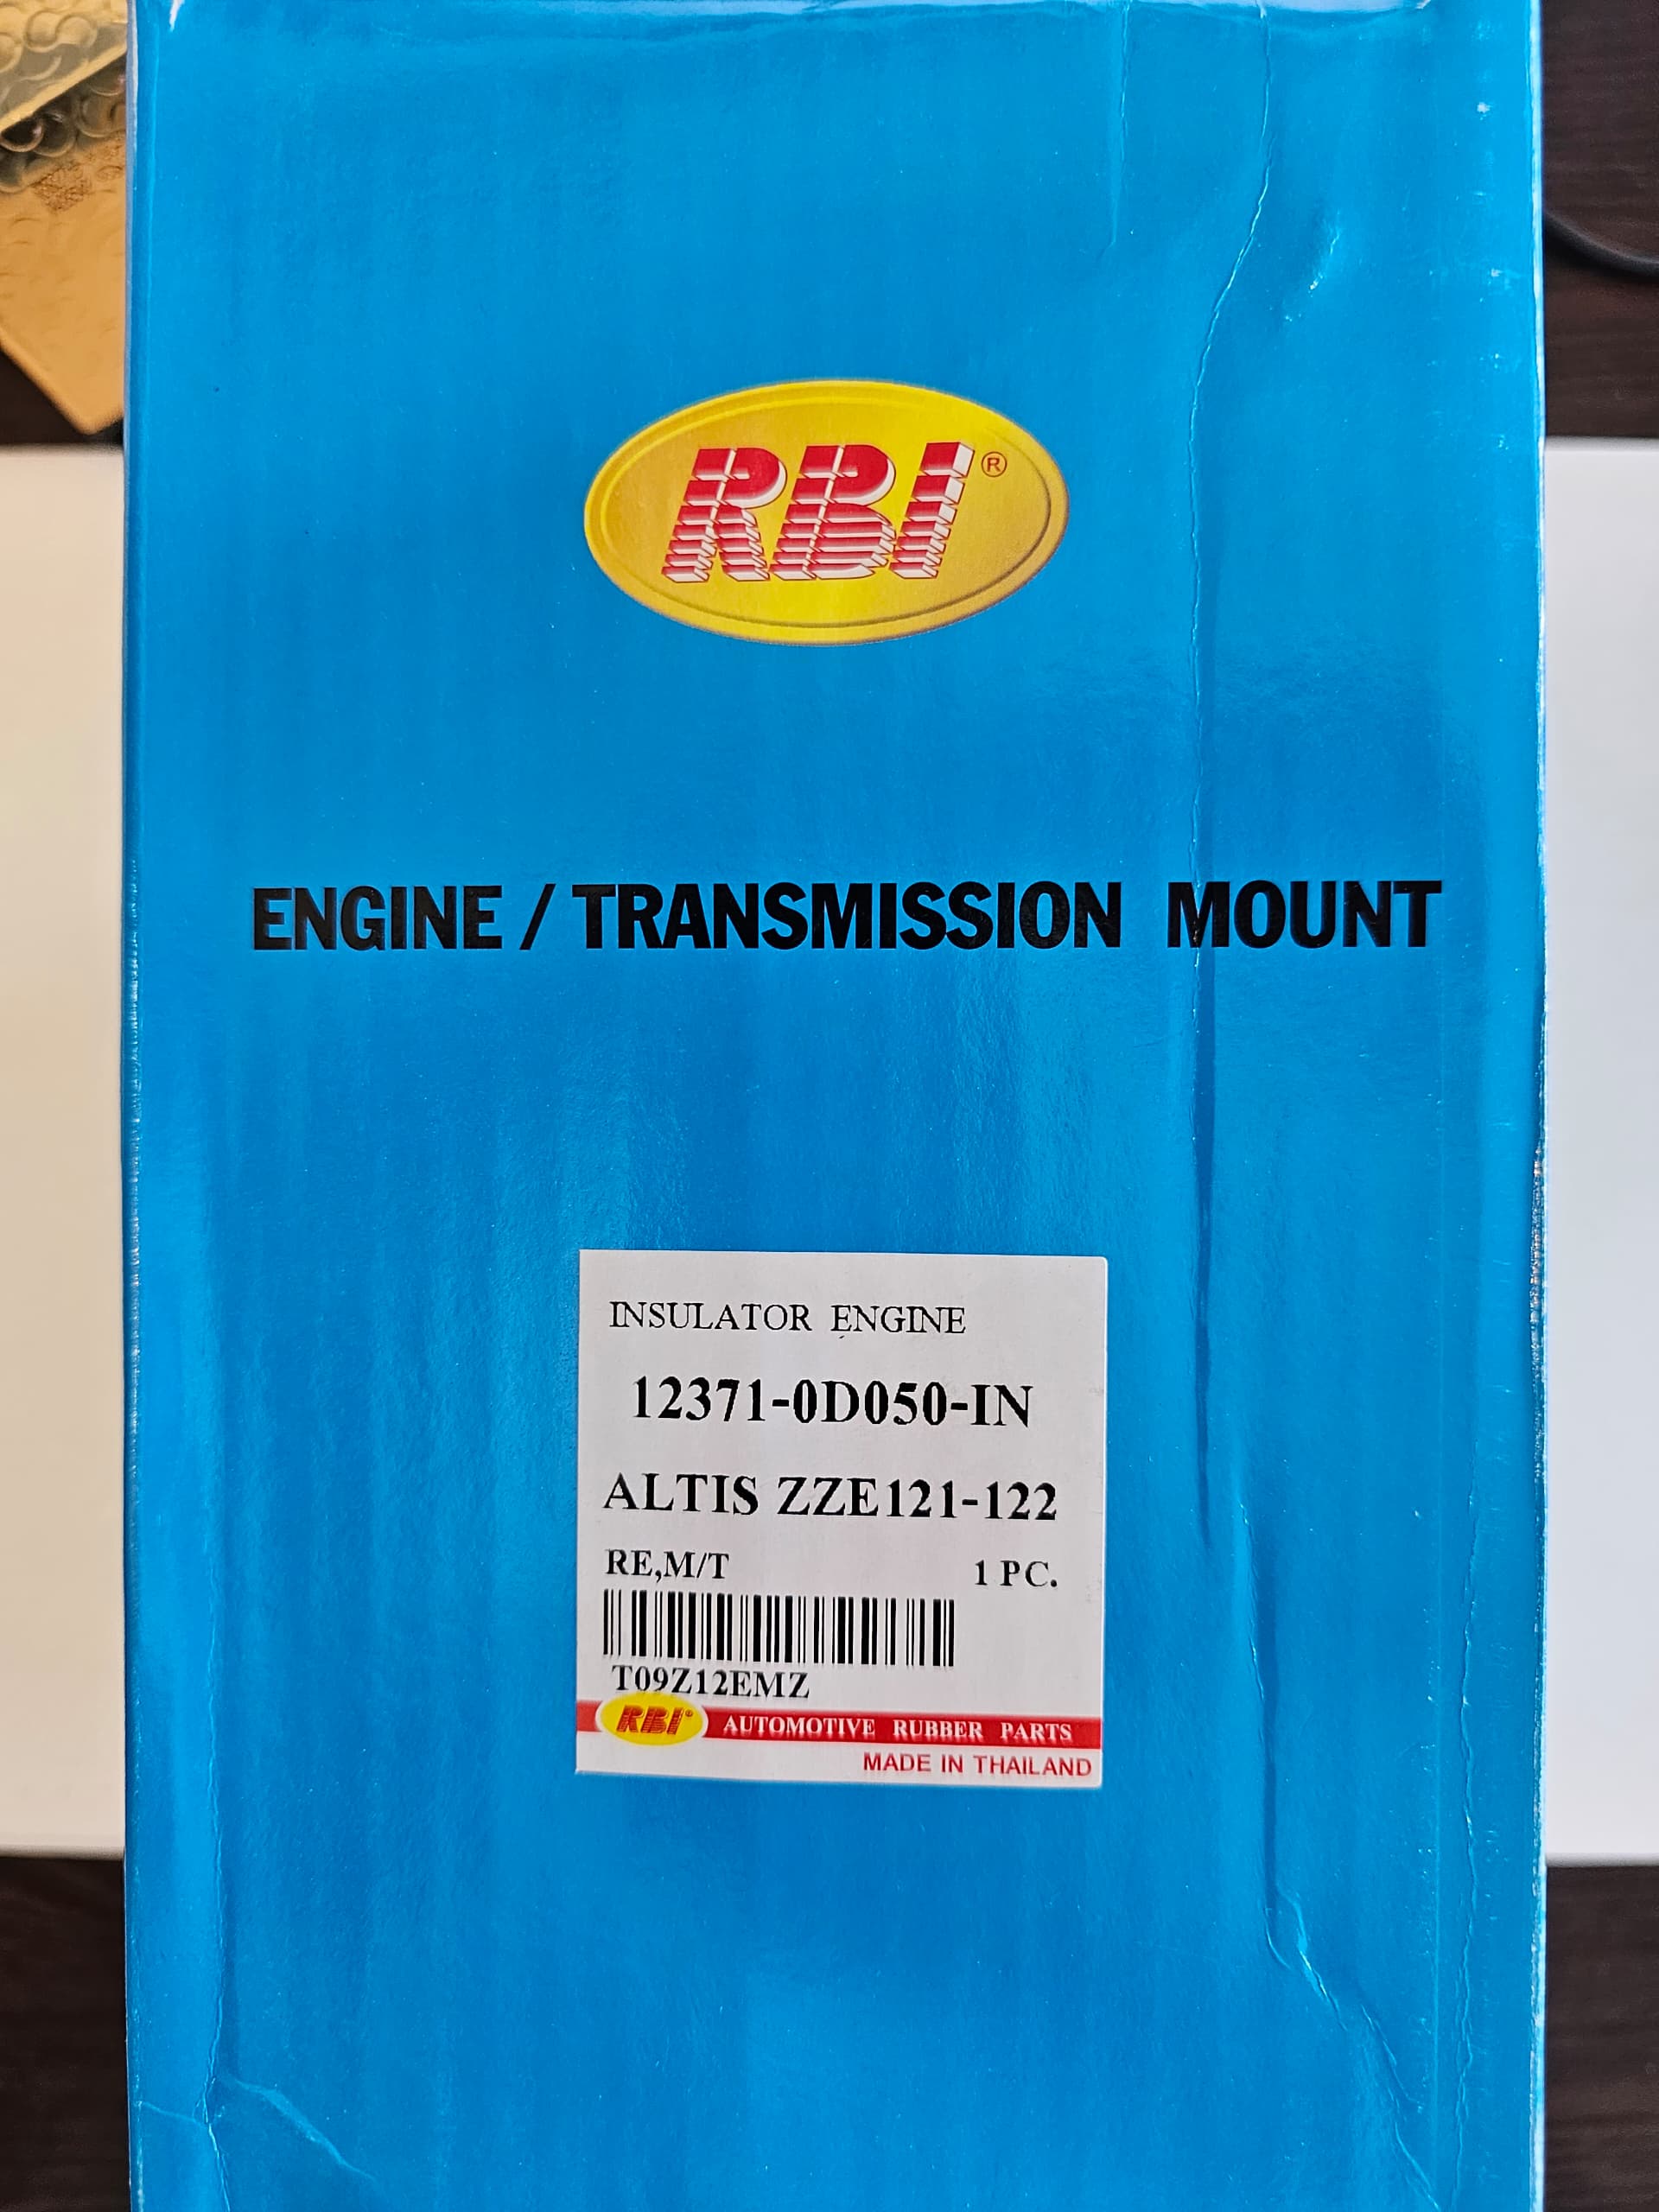 RBI®
ENGINE / TRANSMISSION MOUNT
INSULATOR ENGINE
12371-0D050-IN
ALTIS ZZE121-122
RE,M/T 1 PC.
T09Z12EMZ
RBI® AUTOMOTIVE RUBBER PARTS
MADE IN THAILAND